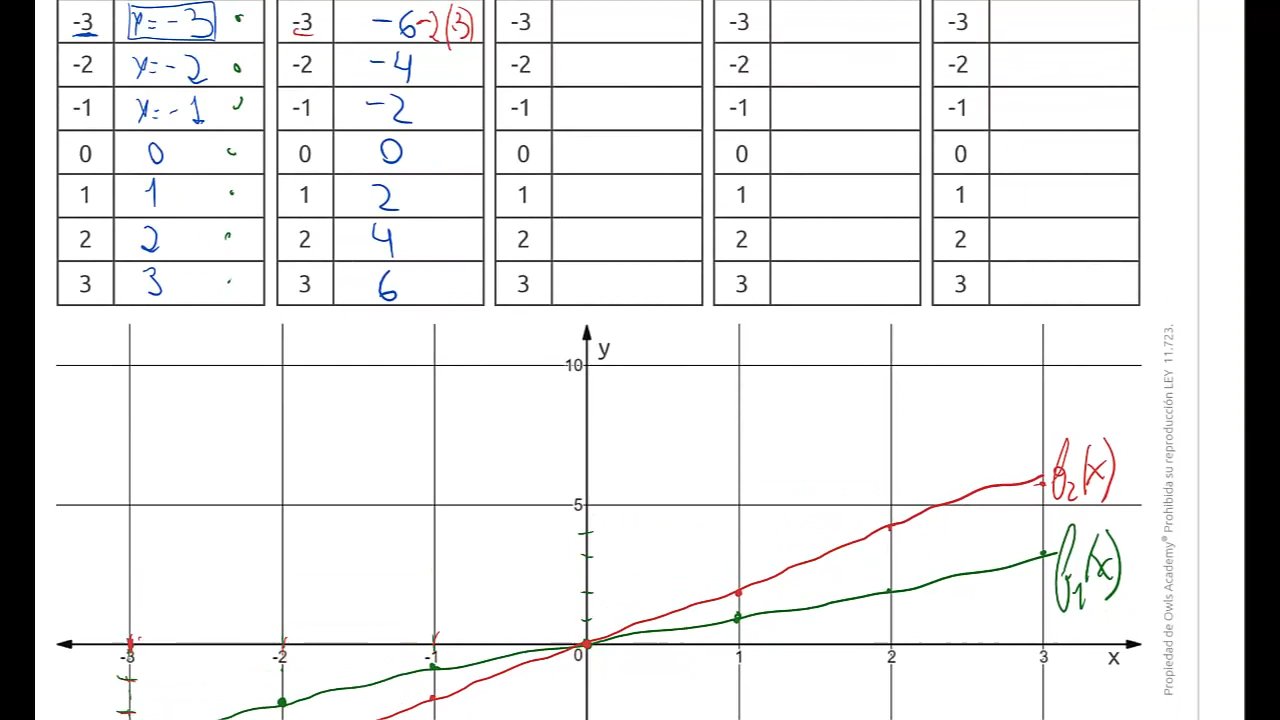 -3 y=-3 -3 -6-2(3) -3 -3 -3
-2 y=-2 -2 -4 -2 -2 -2
-1 y=-1 -1 -2 -1 -1 -1
0 0 0 0 0 0 0
1 1 1 2 1 1 1
2 2 2 4 2 2 2
3 3 3 6 3 3 3
y
10
f₂(x)
5
f₁(x)
-3 -2 -1 0 1 2 3 x
Propiedad de Owls Academy® Prohibida su reproducción LEY 11.723.